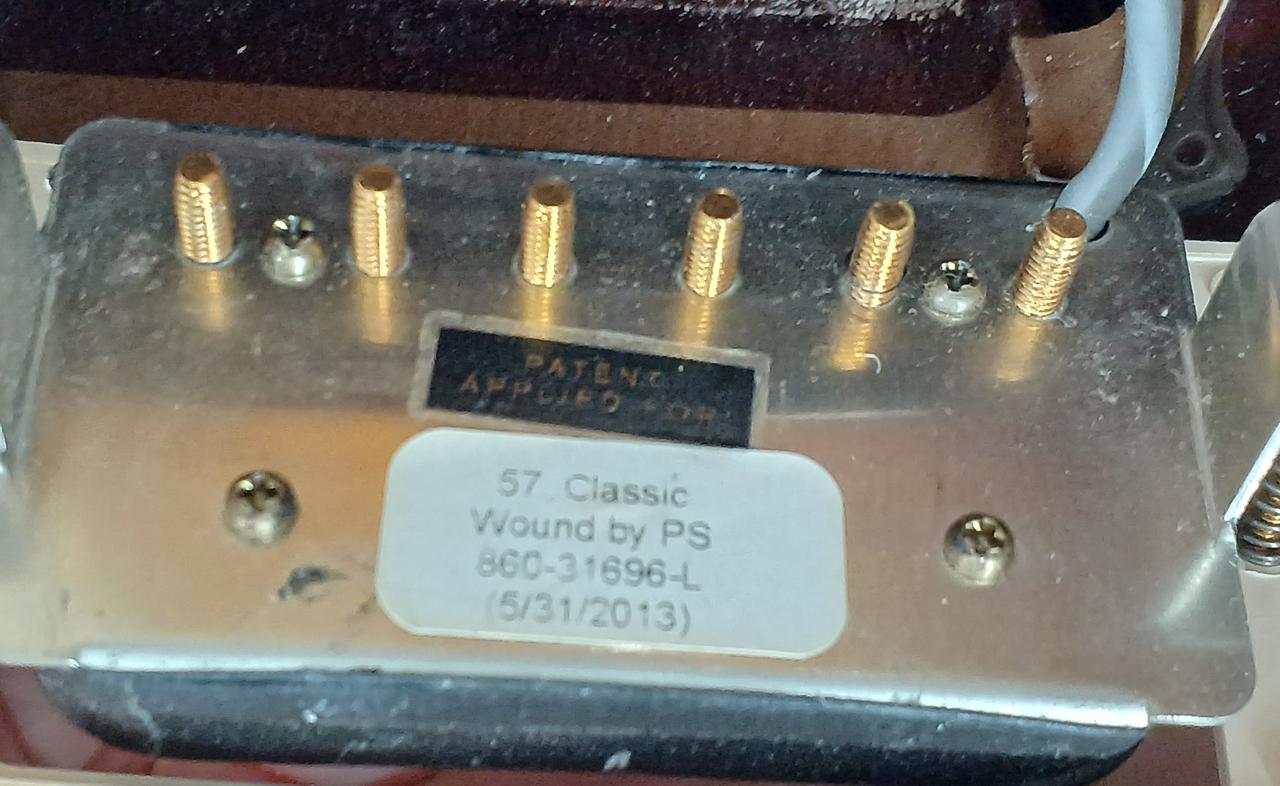 PATENT
APPLIED FOR
57 Classic
Wound by PS
860-31696-L
(5/31/2013)